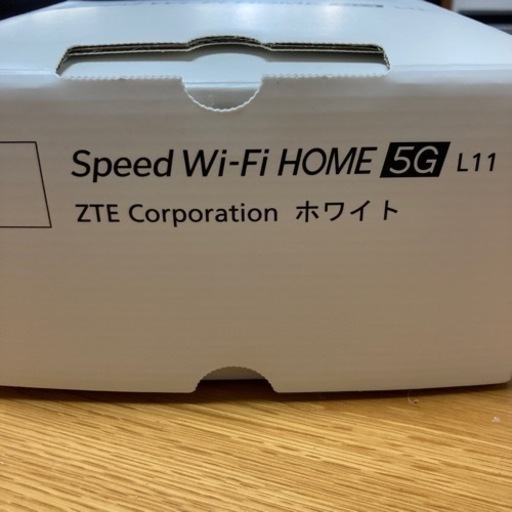 Speed Wi-Fi HOME 5G L11
ZTE Corporation ホワイト